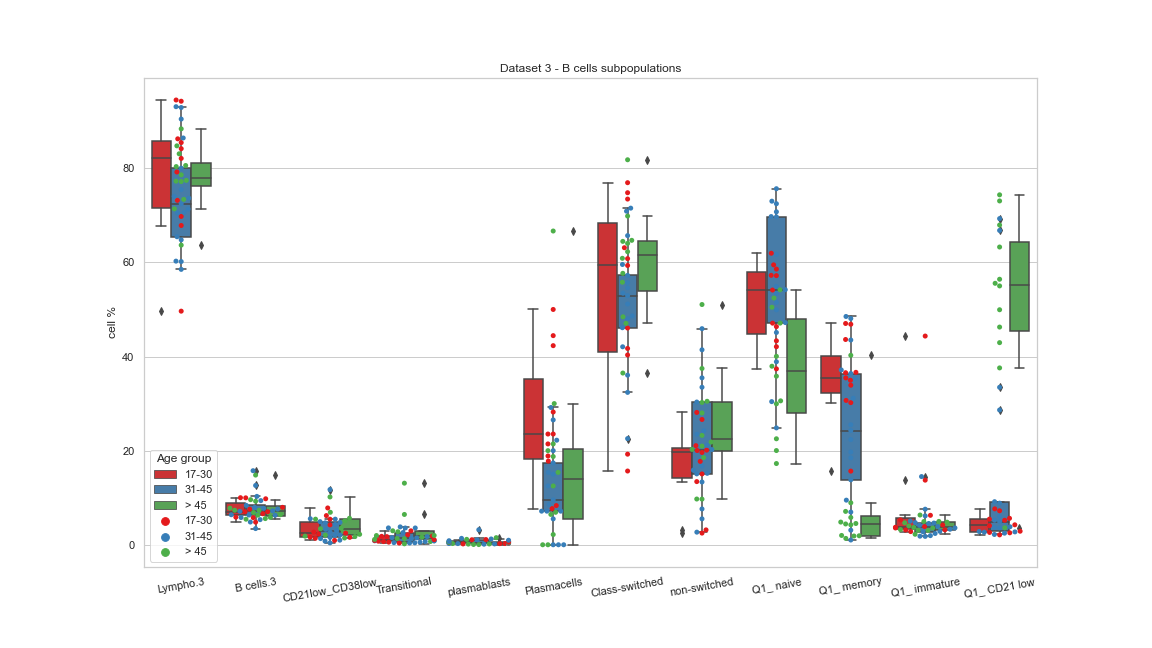 Dataset 3 - B cells subpopulations
cell %
80
60
40
20
0
Age group
17-30
31-45
> 45
17-30
31-45
> 45
Lympho.3
B cells.3
CD21low_CD38low
Transitional
plasmablasts
Plasmacells
Class-switched
non-switched
Q1_ naive
Q1_ memory
Q1_ immature
Q1_ CD21 low